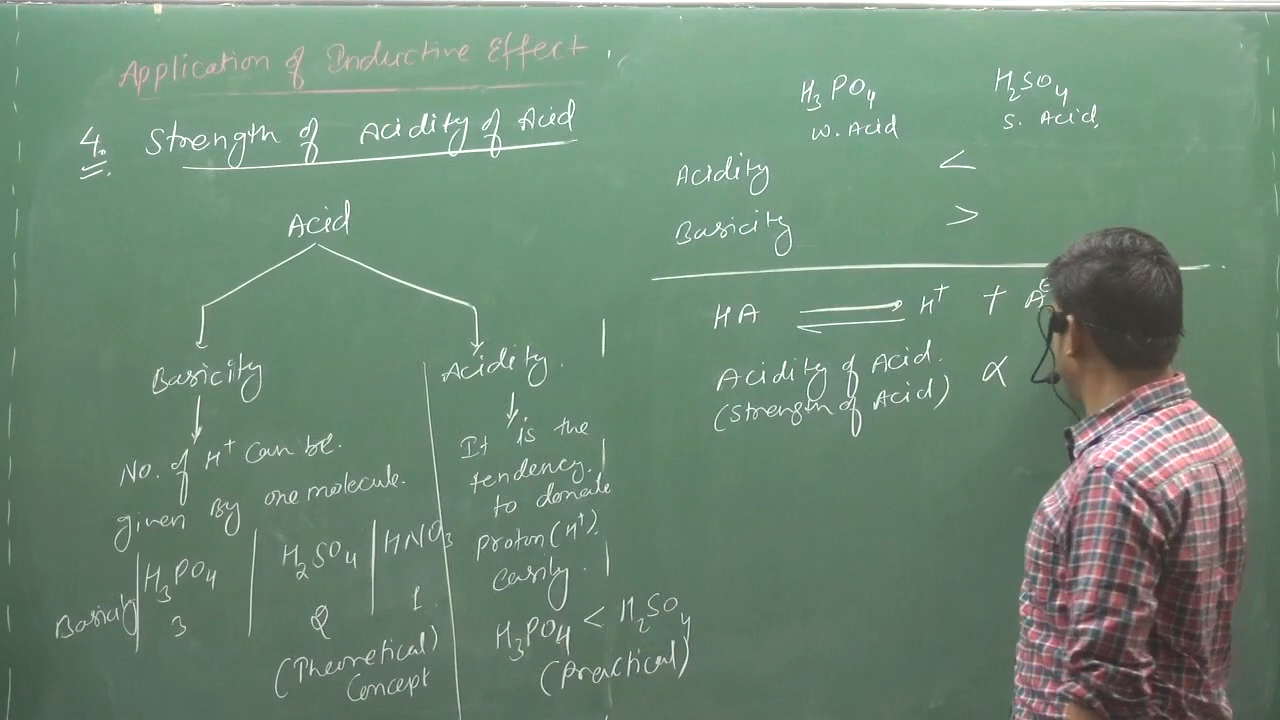 Application of Inductive Effect
4. Strength of Acidity of Acid
Acid
Basicity
No. of H⁺ can be.
given By one molecule.
Basicity | H₃PO₄ | H₂SO₄ | HNO₃
3 2 1.
(Theoretical)
Concept
Acidity.
It is the
tendency.
to donate
proton (H⁺).
easily.
H₃PO₄ < H₂SO₄
(Practical)
H₃PO₄ H₂SO₄
W. Acid S. Acid,
Acidity <
Basicity >
HA ⇌ H⁺ + A
Acidity of Acid. ∝
(Strength of Acid)